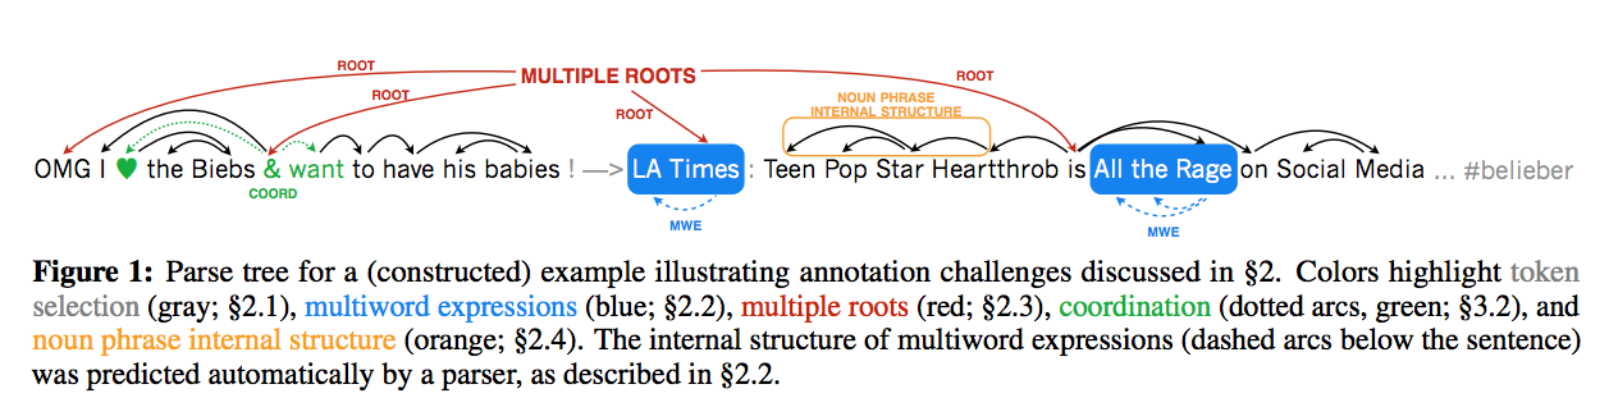 ROOT
MULTIPLE ROOTS
ROOT
ROOT
ROOT
NOUN PHRASE
INTERNAL STRUCTURE
OMG I ♥ the Biebs & want to have his babies ! —> LA Times : Teen Pop Star Heartthrob is All the Rage on Social Media ... #belieber
COORD
MWE
MWE
Figure 1: Parse tree for a (constructed) example illustrating annotation challenges discussed in §2. Colors highlight token
selection (gray; §2.1), multiword expressions (blue; §2.2), multiple roots (red; §2.3), coordination (dotted arcs, green; §3.2), and
noun phrase internal structure (orange; §2.4). The internal structure of multiword expressions (dashed arcs below the sentence)
was predicted automatically by a parser, as described in §2.2.